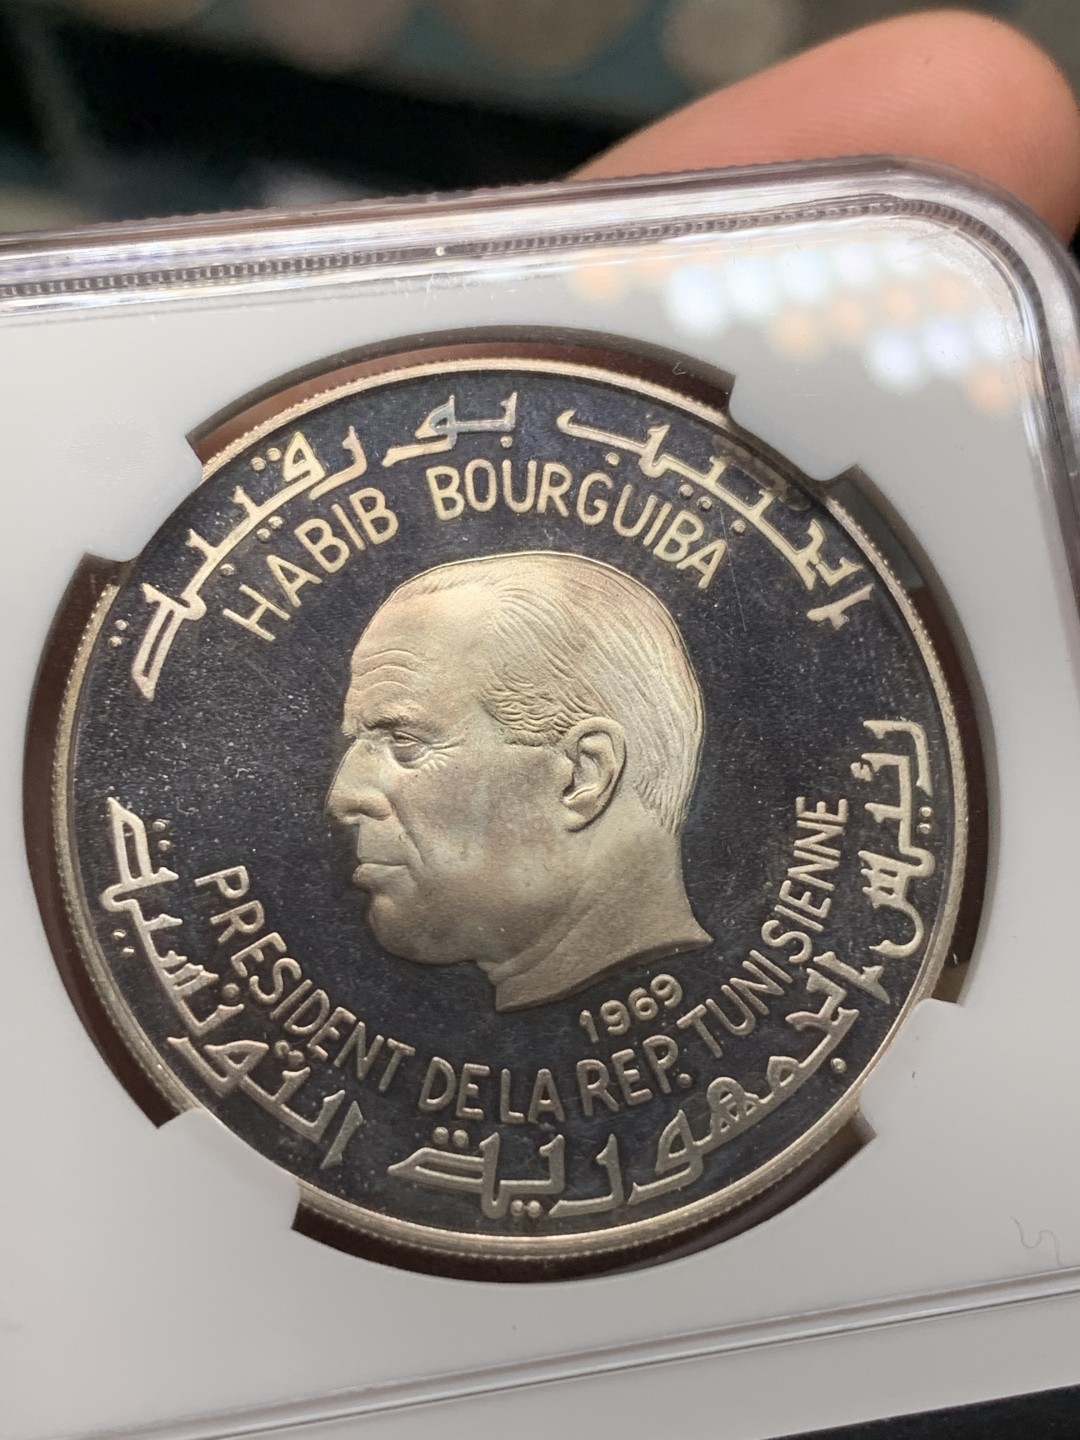 الحبيب بورقيبة
HABIB BOURGUIBA
1969
PRESIDENT DE LA REP. TUNISIENNE
رئيس الجمهورية التونسية